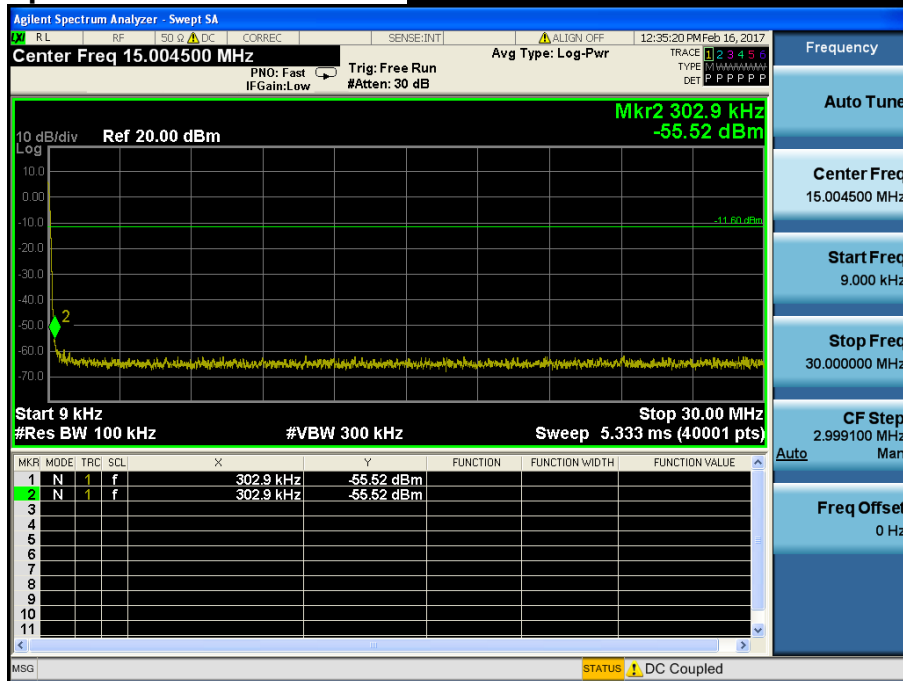 Agilent Spectrum Analyzer - Swept SA
LXI RL RF 50 Ω DC CORREC SENSE:INT ALIGN OFF 12:35:20 PM Feb 16, 2017
Center Freq 15.004500 MHz
PNO: Fast
IFGain:Low
Trig: Free Run
#Atten: 30 dB
Avg Type: Log-Pwr
TRACE 1 2 3 4 5 6
TYPE M WWWWW
DET P P P P P P
Mkr2 302.9 kHz
-55.52 dBm
10 dB/div Ref 20.00 dBm
Log
10.0
0.00
-10.0
-20.0
-30.0
-40.0
-50.0
-60.0
-70.0
-11.60 dBm
2
Start 9 kHz Stop 30.00 MHz
#Res BW 100 kHz #VBW 300 kHz Sweep 5.333 ms (40001 pts)
MKR MODE TRC SCL X Y FUNCTION FUNCTION WIDTH FUNCTION VALUE
1 N 1 f 302.9 kHz -55.52 dBm
2 N 1 f 302.9 kHz -55.52 dBm
3
4
5
6
7
8
9
10
11
MSG STATUS DC Coupled
Frequency
Auto Tune
Center Freq
15.004500 MHz
Start Freq
9.000 kHz
Stop Freq
30.000000 MHz
CF Step
2.999100 MHz
Auto Man
Freq Offset
0 Hz